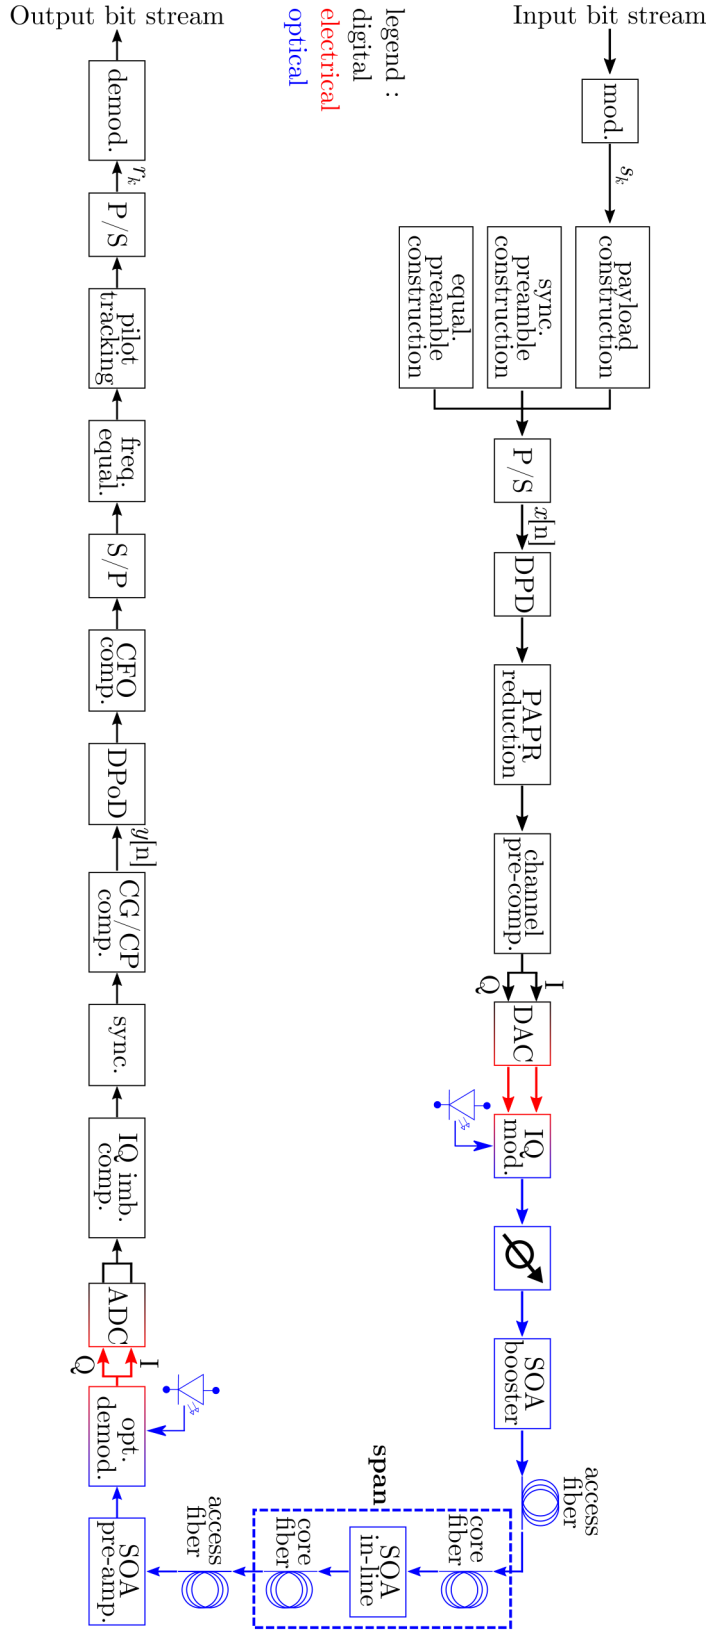 Input bit stream
mod.
s_k
payload
construction
sync.
preamble
construction
equal.
preamble
construction
P/S
x[n]
DPD
PAPR
reduction
channel
pre-comp.
I
Q
DAC
IQ
mod.
SOA
booster
access
fiber
core
fiber
SOA
in-line
core
fiber
span
access
fiber
SOA
pre-amp.
opt.
demod.
I
Q
ADC
IQ imb.
comp.
sync.
CG/CP
comp.
y[n]
DPoD
CFO
comp.
S/P
freq.
equal.
pilot
tracking
P/S
r_k
demod.
Output bit stream
legend :
digital
electrical
optical